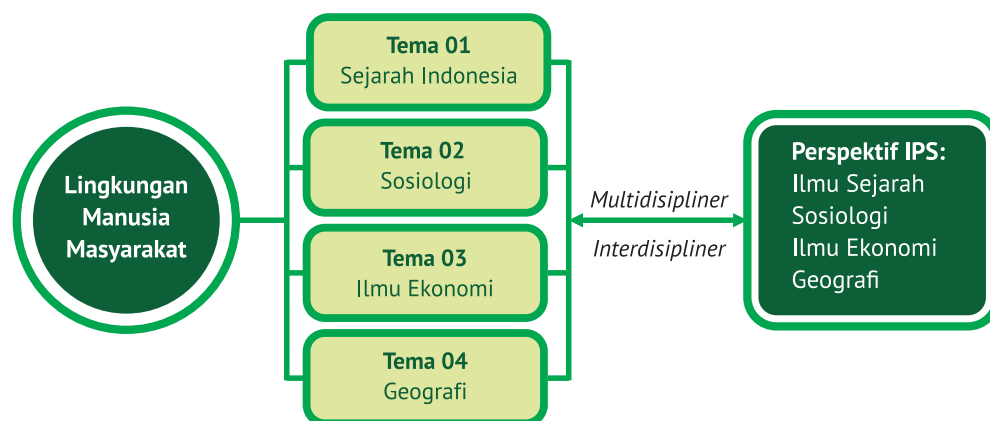 Lingkungan
Manusia
Masyarakat
Tema 01
Sejarah Indonesia
Tema 02
Sosiologi
Tema 03
Ilmu Ekonomi
Tema 04
Geografi
Multidisipliner
Interdisipliner
Perspektif IPS:
Ilmu Sejarah
Sosiologi
Ilmu Ekonomi
Geografi